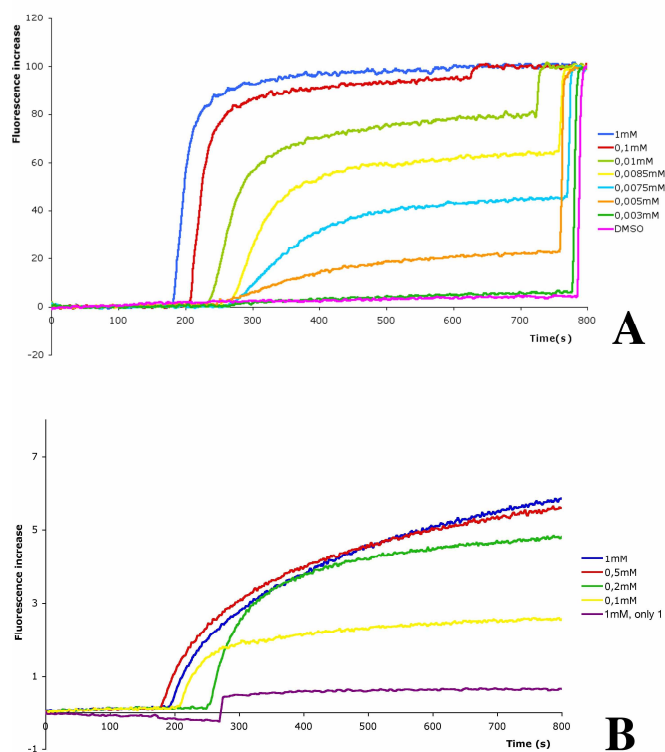 Fluorescence increase
120
100
80
60
40
20
0
-20
0 100 200 300 400 500 600 700 800
Time(s)
1mM
0,1mM
0,01mM
0,0085mM
0,0075mM
0,005mM
0,003mM
DMSO
A
Fluorescence increase
7
5
3
1
-1
0 100 200 300 400 500 600 700 800
Time (s)
1mM
0,5mM
0,2mM
0,1mM
1mM, only 1
B